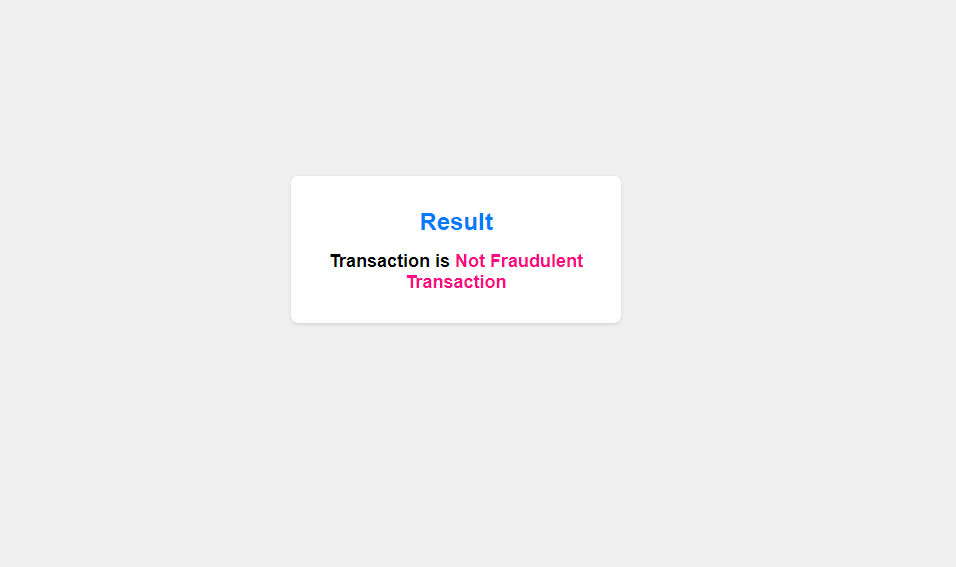 Result
Transaction is Not Fraudulent
Transaction